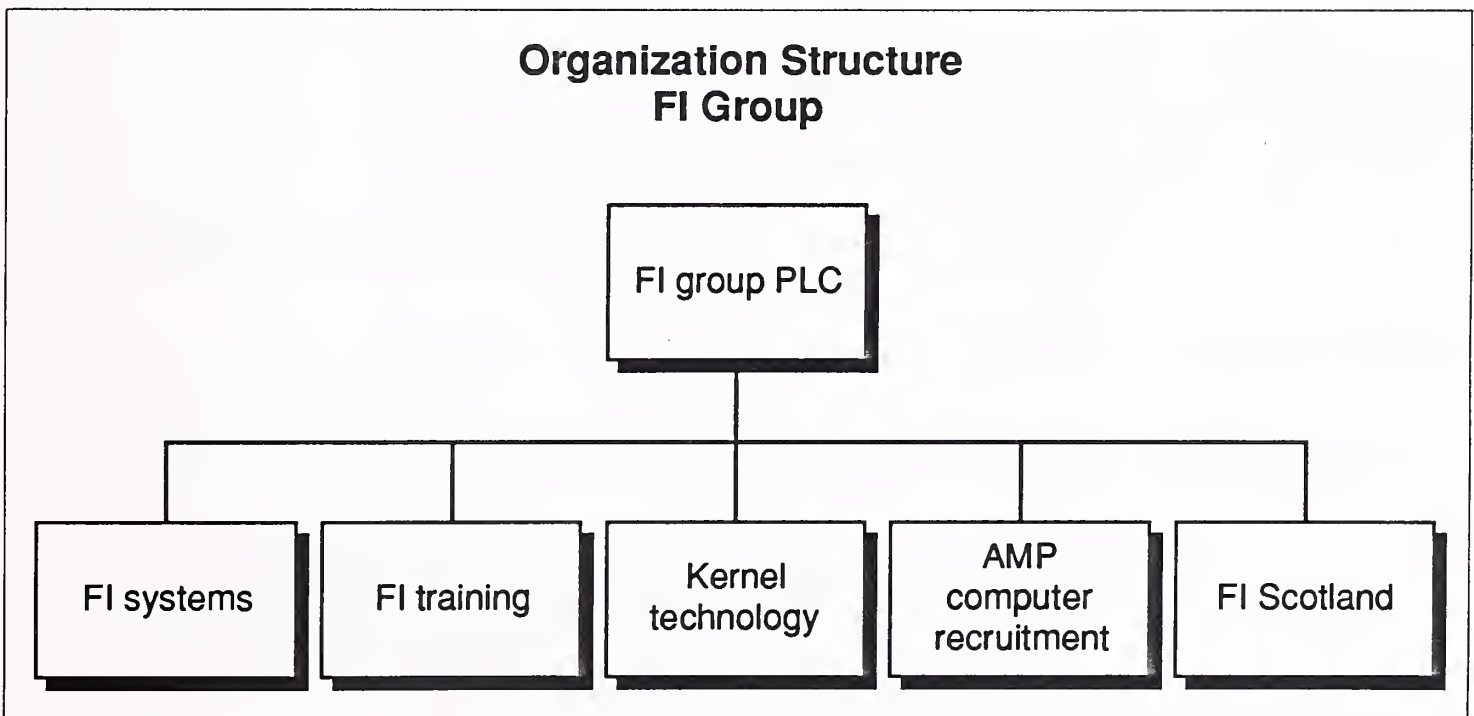 Organization Structure
FI Group
FI group PLC
FI systems
FI training
Kernel
technology
AMP
computer
recruitment
FI Scotland